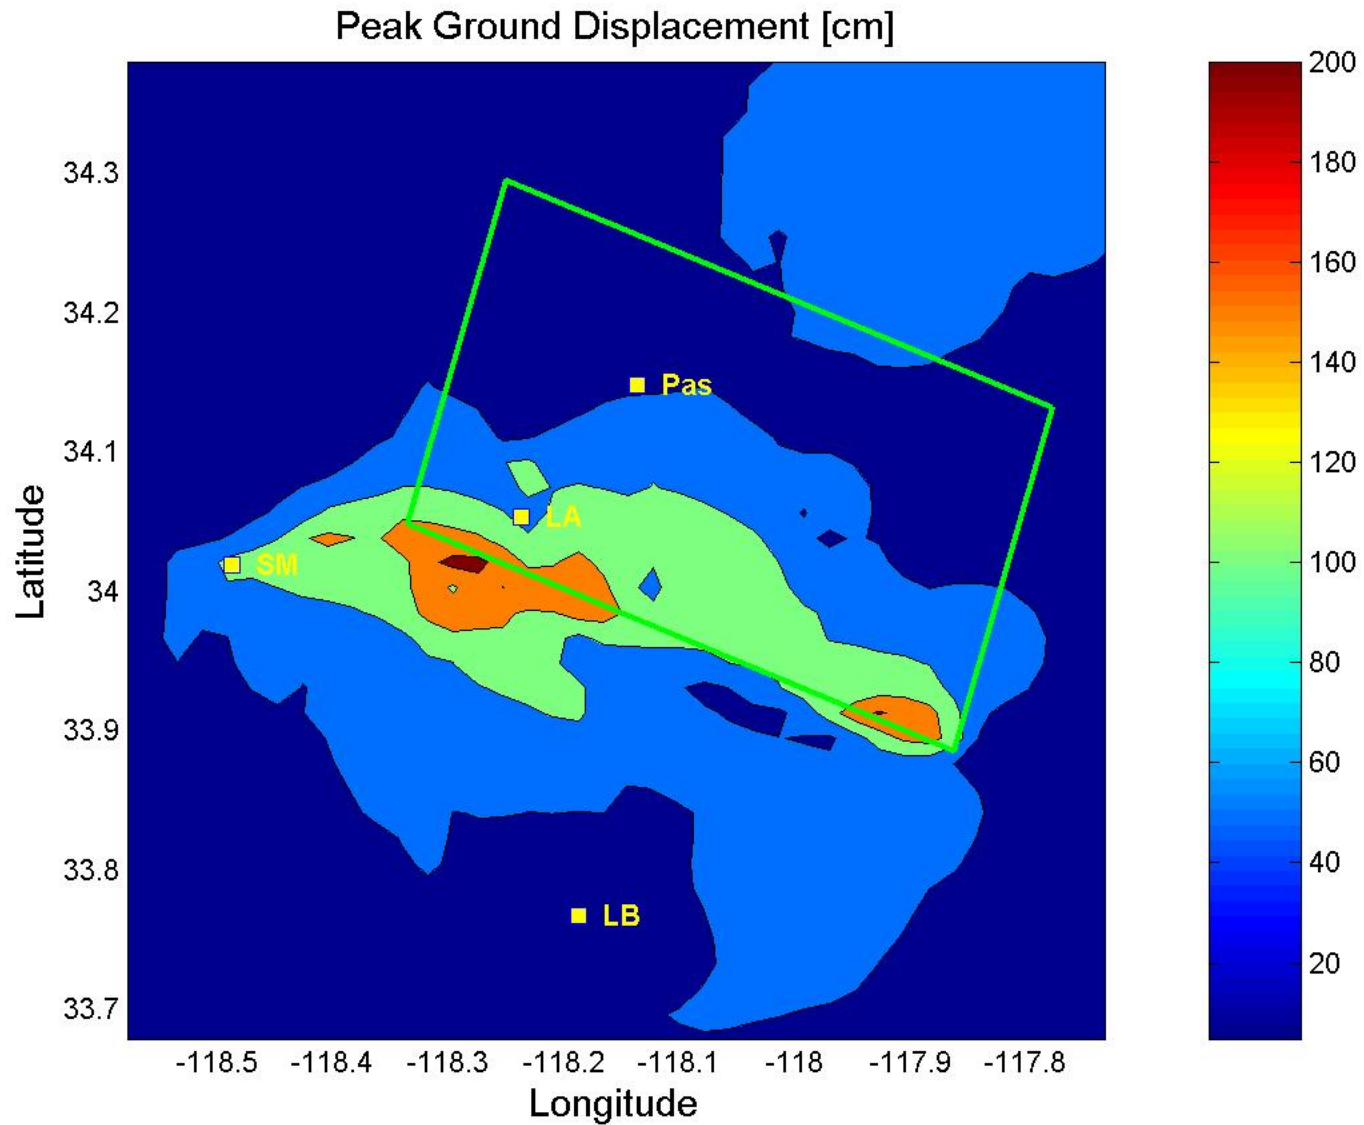 Peak Ground Displacement [cm]
200
180
160
140
120
100
80
60
40
20
34.3
34.2
34.1
34
33.9
33.8
33.7
Latitude
Pas
LA
SM
LB
-118.5 -118.4 -118.3 -118.2 -118.1 -118 -117.9 -117.8
Longitude